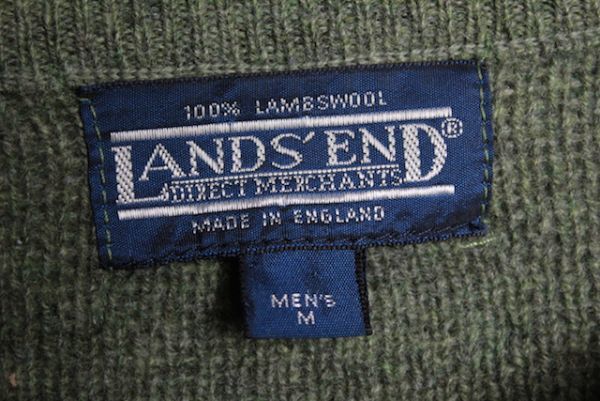 100% LAMBSWOOL
LANDS' END®
DIRECT MERCHANTS
MADE IN ENGLAND
MEN's
M